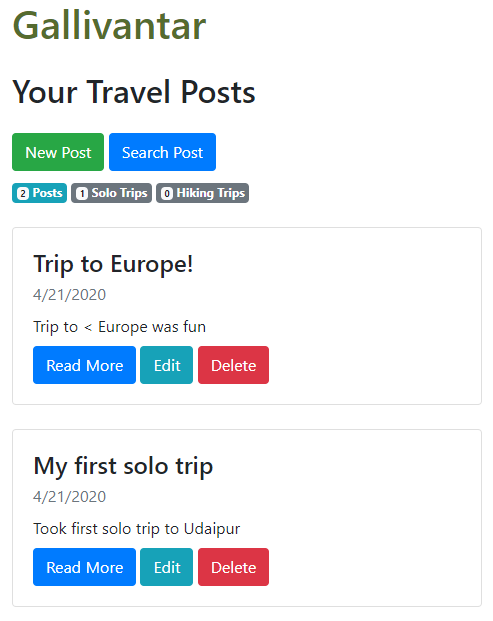 Gallivantar
Your Travel Posts
New Post Search Post
2 Posts 1 Solo Trips 0 Hiking Trips
Trip to Europe!
4/21/2020
Trip to < Europe was fun
Read More Edit Delete
My first solo trip
4/21/2020
Took first solo trip to Udaipur
Read More Edit Delete